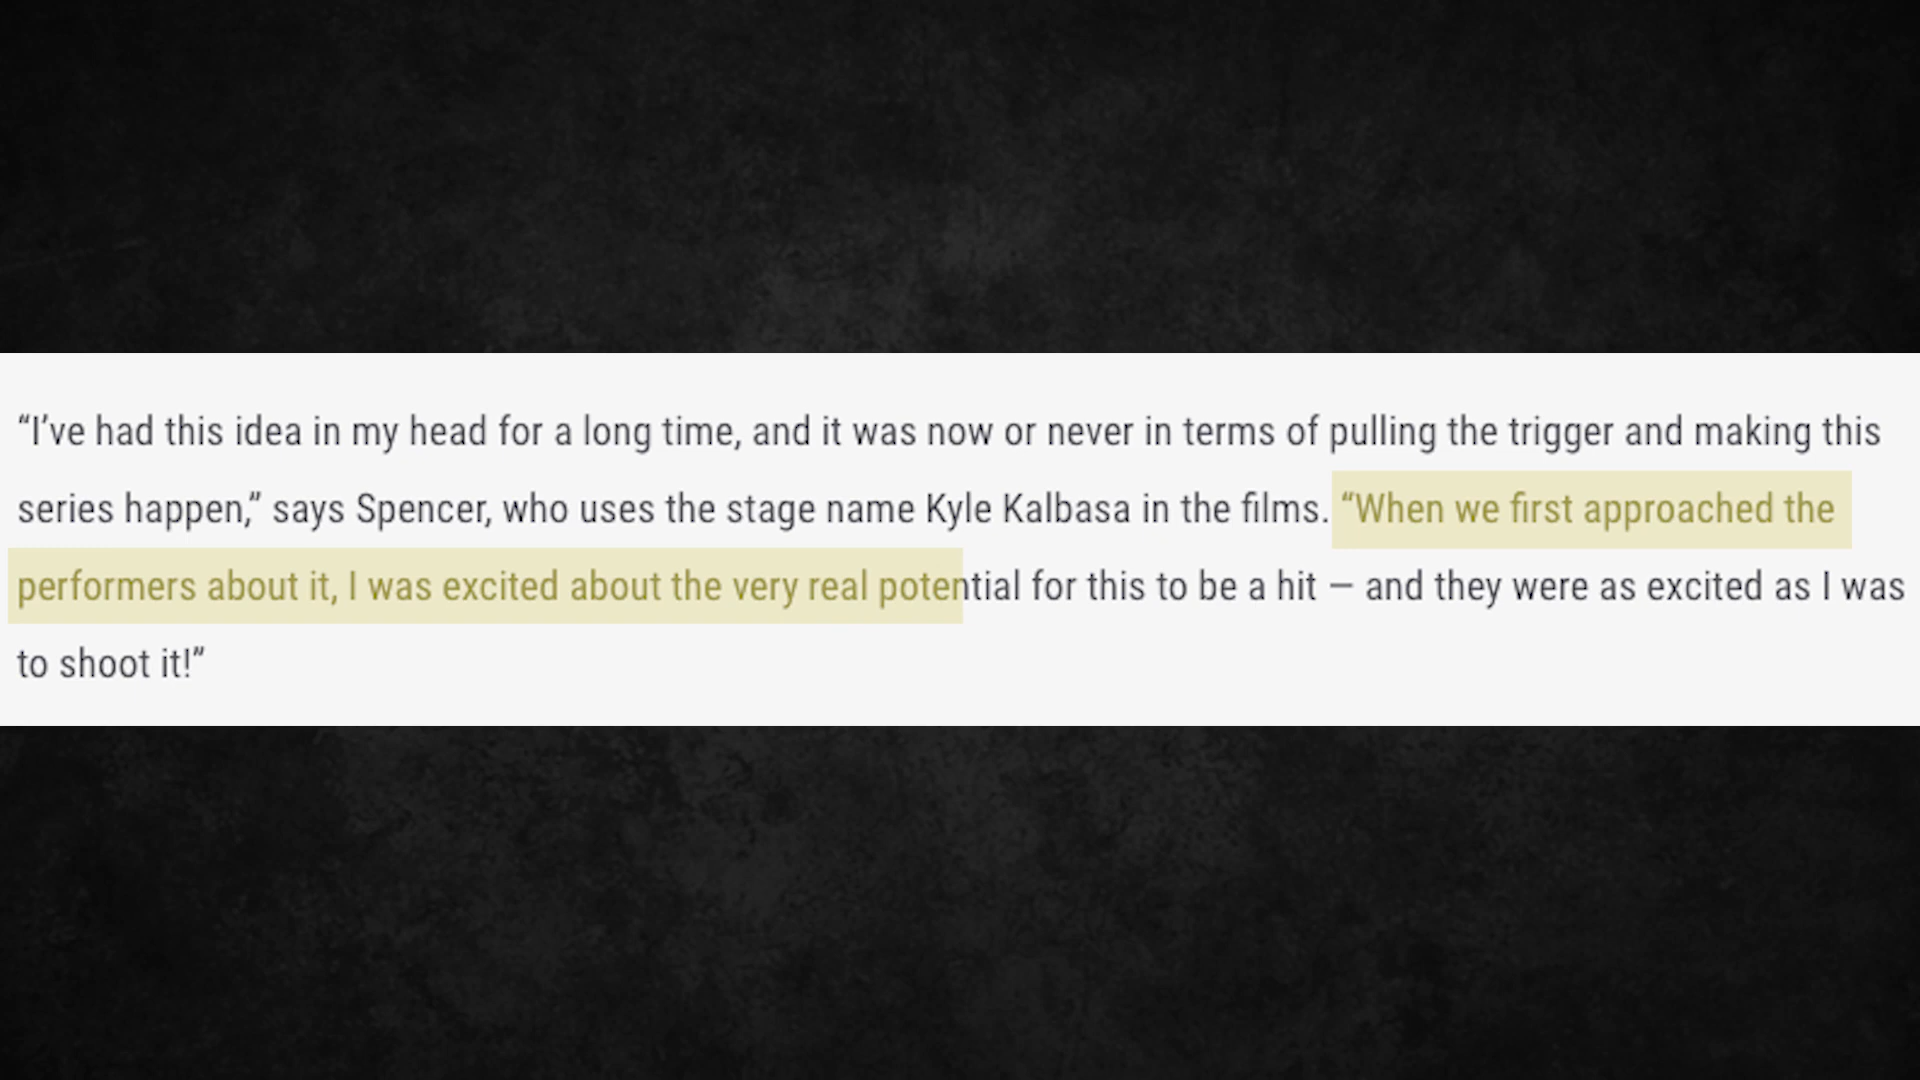 “I’ve had this idea in my head for a long time, and it was now or never in terms of pulling the trigger and making this
series happen,” says Spencer, who uses the stage name Kyle Kalbasa in the films. “When we first approached the
performers about it, I was excited about the very real potential for this to be a hit — and they were as excited as I was
to shoot it!”